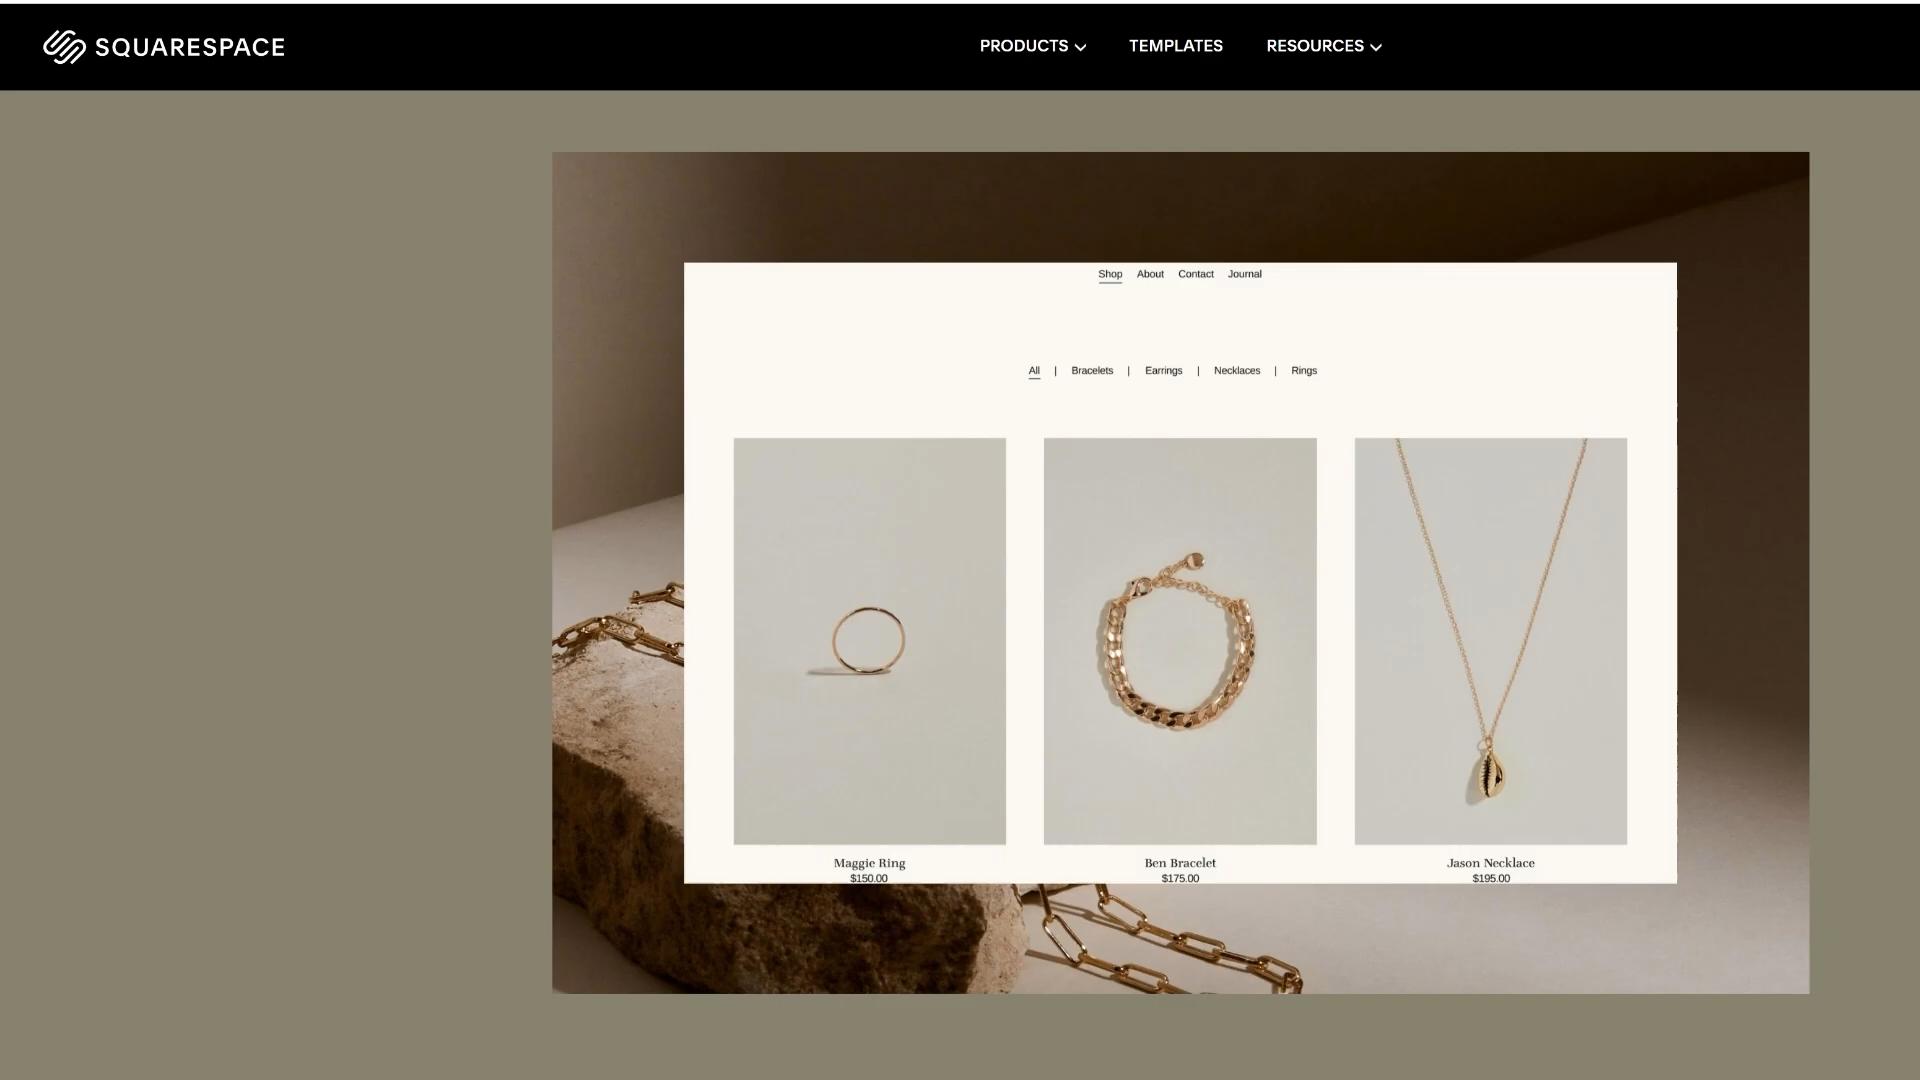 SQUARESPACE
PRODUCTS TEMPLATES RESOURCES
Shop About Contact Journal
All | Bracelets | Earrings | Necklaces | Rings
Maggie Ring
$150.00
Ben Bracelet
$175.00
Jason Necklace
$195.00